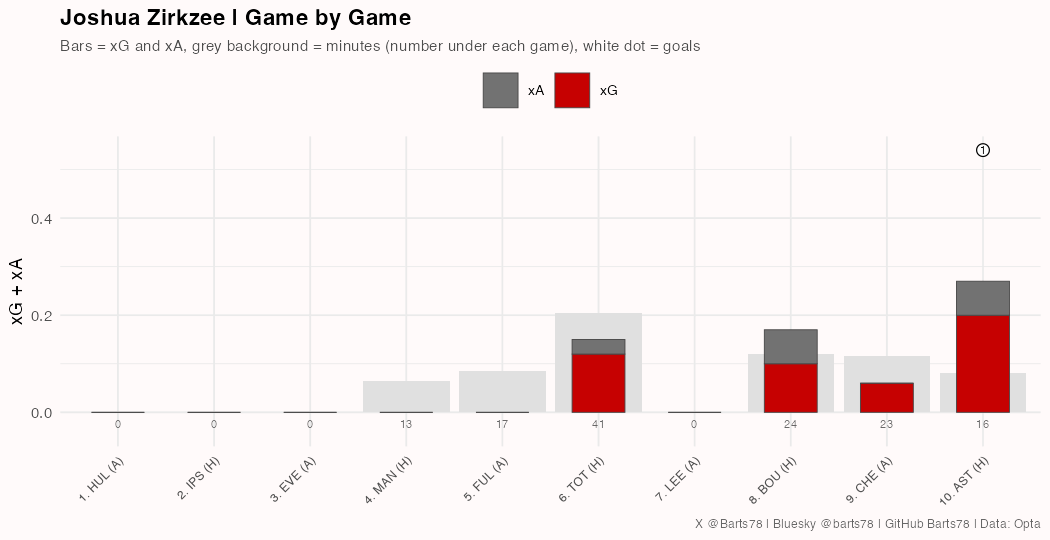 Joshua Zirkzee | Game by Game
Bars = xG and xA, grey background = minutes (number under each game), white dot = goals
xA xG
xG + xA
0.4
0.2
0.0
1
0 0 0 13 17 41 0 24 23 16
1. HUL (A) 2. IPS (H) 3. EVE (A) 4. MAN (H) 5. FUL (A) 6. TOT (H) 7. LEE (A) 8. BOU (H) 9. CHE (A) 10. AST (H)
X @Barts78 | Bluesky @barts78 | GitHub Barts78 | Data: Opta